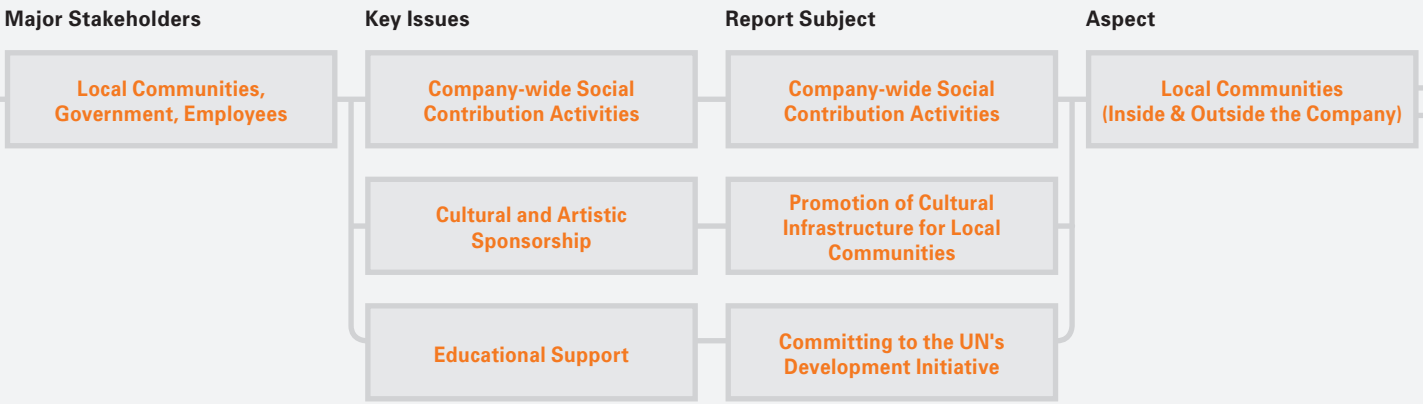 Major Stakeholders
Key Issues
Report Subject
Aspect
Local Communities,
Government, Employees
Company-wide Social
Contribution Activities
Company-wide Social
Contribution Activities
Local Communities
(Inside & Outside the Company)
Cultural and Artistic
Sponsorship
Promotion of Cultural
Infrastructure for Local
Communities
Educational Support
Committing to the UN's
Development Initiative